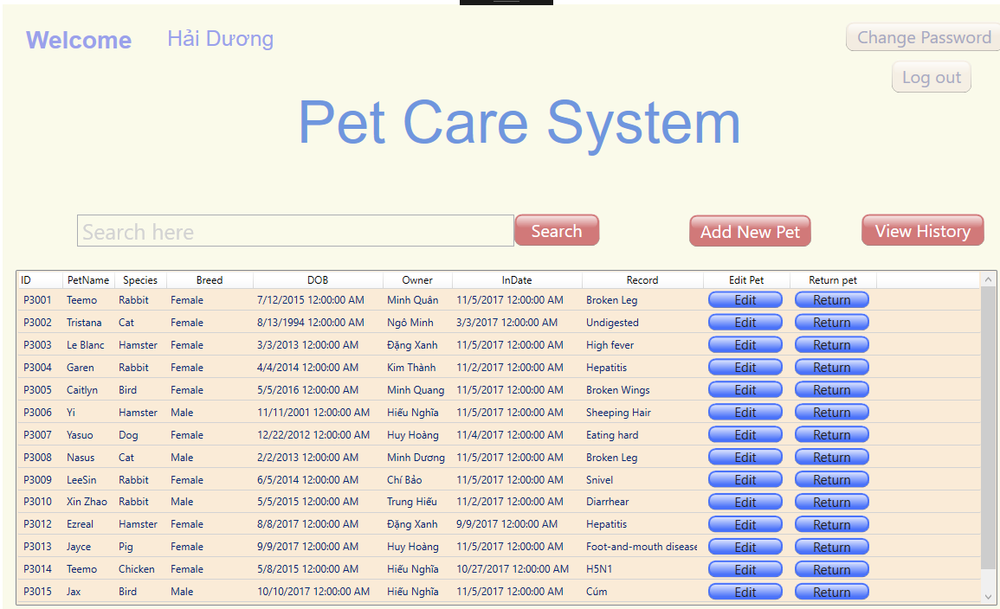 Welcome Hải Dương Change Password
Log out
Pet Care System
Search here Search Add New Pet View History
ID PetName Species Breed DOB Owner InDate Record Edit Pet Return pet
P3001 Teemo Rabbit Female 7/12/2015 12:00:00 AM Minh Quân 11/5/2017 12:00:00 AM Broken Leg Edit Return
P3002 Tristana Cat Female 8/13/1994 12:00:00 AM Ngô Minh 3/3/2017 12:00:00 AM Undigested Edit Return
P3003 Le Blanc Hamster Female 3/3/2013 12:00:00 AM Đặng Xanh 11/5/2017 12:00:00 AM High fever Edit Return
P3004 Garen Rabbit Female 4/4/2014 12:00:00 AM Kim Thành 11/2/2017 12:00:00 AM Hepatitis Edit Return
P3005 Caitlyn Bird Female 5/5/2016 12:00:00 AM Minh Quang 11/5/2017 12:00:00 AM Broken Wings Edit Return
P3006 Yi Hamster Male 11/11/2001 12:00:00 AM Hiếu Nghĩa 11/5/2017 12:00:00 AM Sheeping Hair Edit Return
P3007 Yasuo Dog Female 12/22/2012 12:00:00 AM Huy Hoàng 11/4/2017 12:00:00 AM Eating hard Edit Return
P3008 Nasus Cat Male 2/2/2013 12:00:00 AM Minh Dương 11/5/2017 12:00:00 AM Broken Leg Edit Return
P3009 LeeSin Rabbit Female 6/5/2014 12:00:00 AM Chí Bảo 11/5/2017 12:00:00 AM Snivel Edit Return
P3010 Xin Zhao Rabbit Male 5/5/2015 12:00:00 AM Trung Hiếu 11/2/2017 12:00:00 AM Diarrhear Edit Return
P3012 Ezreal Hamster Female 8/8/2017 12:00:00 AM Đặng Xanh 9/9/2017 12:00:00 AM Hepatitis Edit Return
P3013 Jayce Pig Female 9/9/2017 12:00:00 AM Huy Hoàng 11/5/2017 12:00:00 AM Foot-and-mouth disease Edit Return
P3014 Teemo Chicken Female 5/8/2015 12:00:00 AM Hiếu Nghĩa 10/27/2017 12:00:00 AM H5N1 Edit Return
P3015 Jax Bird Male 10/10/2017 12:00:00 AM Hiếu Nghĩa 11/5/2017 12:00:00 AM Cúm Edit Return